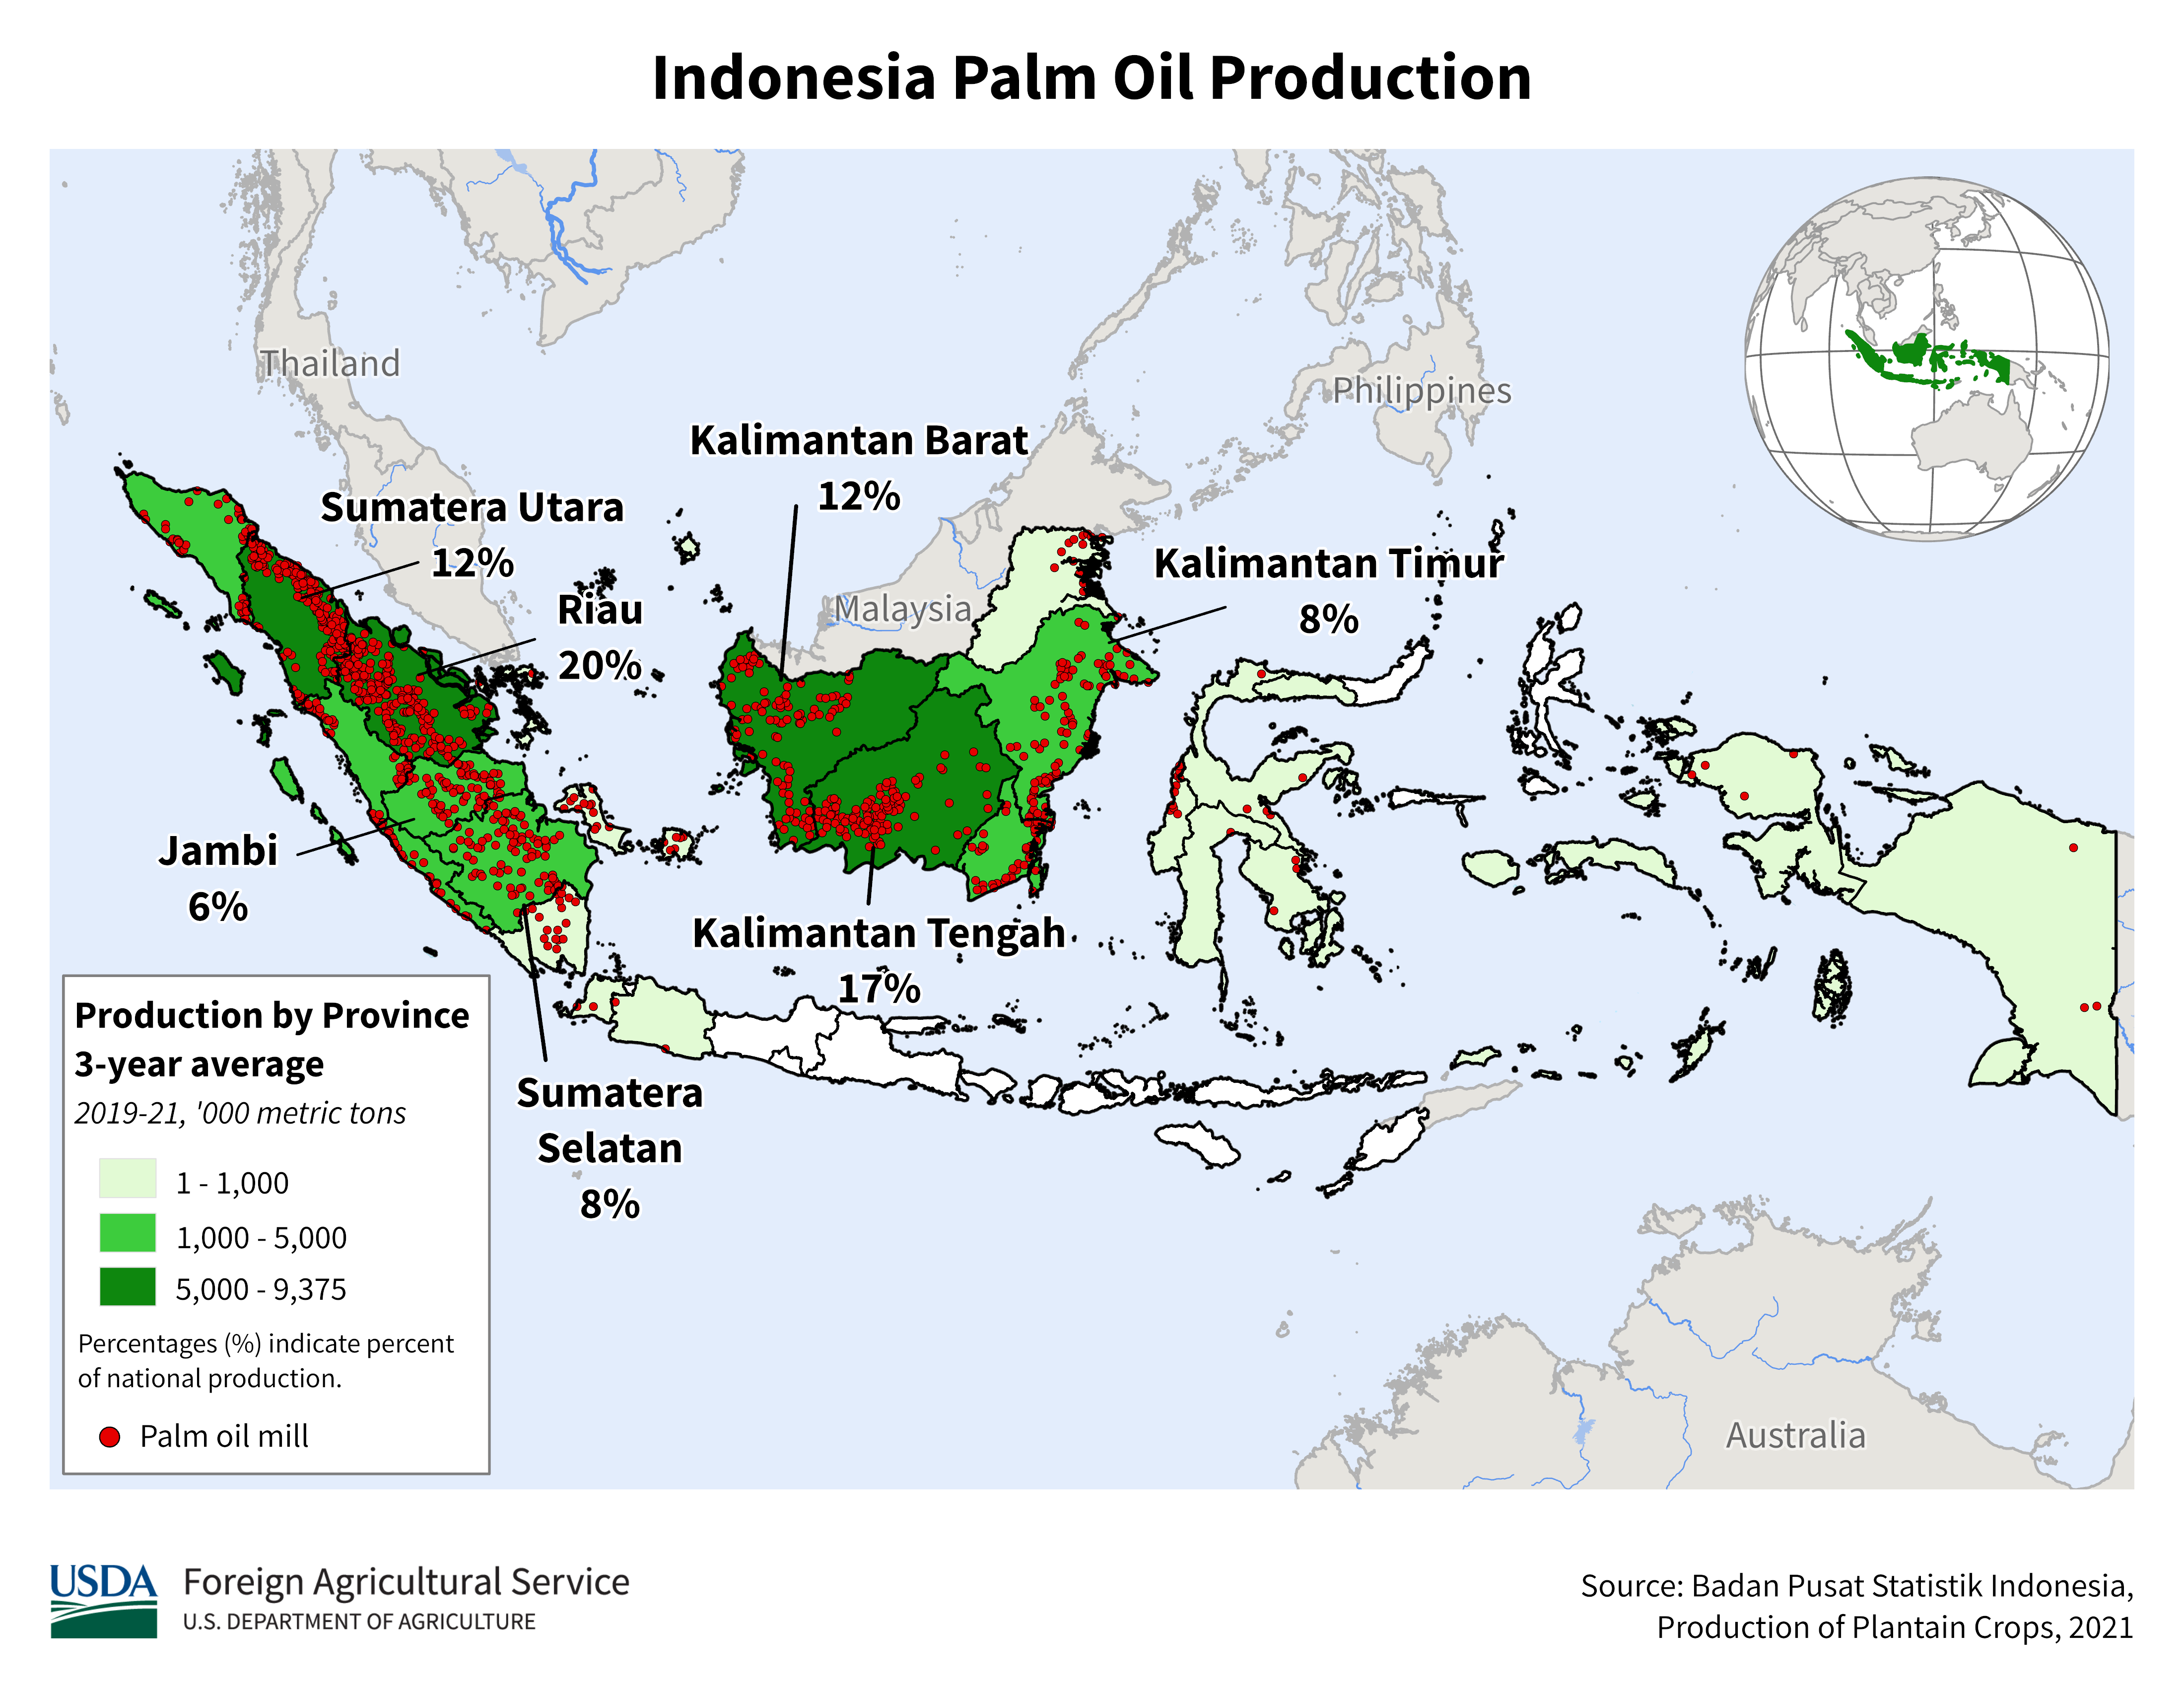 Indonesia Palm Oil Production
Thailand
Philippines
Kalimantan Barat
12%
Sumatera Utara
12%
Kalimantan Timur
8%
Riau
20%
Malaysia
Jambi
6%
Kalimantan Tengah
17%
Sumatera
Selatan
8%
Production by Province
3-year average
2019-21, '000 metric tons
1 - 1,000
1,000 - 5,000
5,000 - 9,375
Percentages (%) indicate percent
of national production.
Palm oil mill
Australia
USDA
Foreign Agricultural Service
U.S. DEPARTMENT OF AGRICULTURE
Source: Badan Pusat Statistik Indonesia,
Production of Plantain Crops, 2021